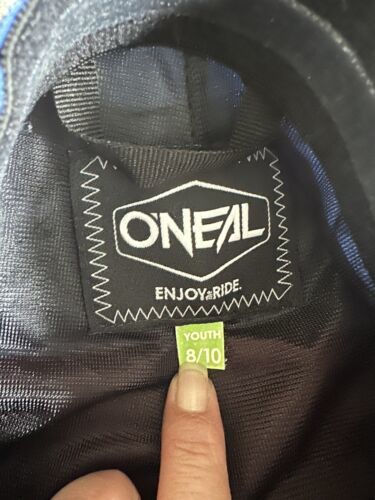 O'NEAL
ENJOY THE RIDE.
YOUTH
8/10